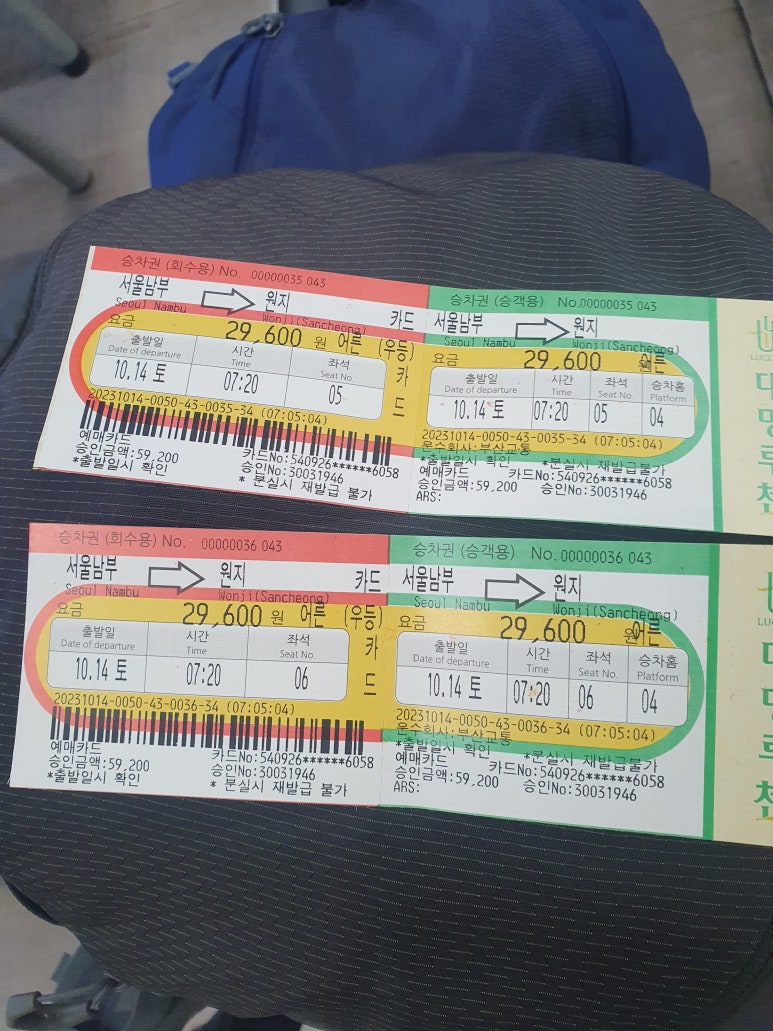 승차권 (회수용) No. 00000035 043
서울남부 원지 카드
Seoul Nambu Wonji(Sancheong)
요금 29,600 원 어른 (우등)
출발일 시간 좌석
Date of departure Time Seat No.
10.14 토 07:20 05
카드
20231014-0050-43-0035-34 (07:05:04)
예매카드 카드No:540926******6058
승인금액:59,200 승인No:30031946
*출발일시 확인 * 분실시 재발급 불가
승차권 (승객용) No.00000035 043
서울남부 원지
Seoul Nambu Wonji(Sancheong)
요금 29,600 원 어른
출발일 시간 좌석 승차홈
Date of departure Time Seat No. Platform
10.14 토 07:20 05 04
20231014-0050-43-0035-34 (07:05:04)
운수회사:부산교통
*출발일시 확인 *분실시 재발급불가
예매카드 카드No:540926******6058
승인금액:59,200 승인No:30031946
ARS:
대명루첸
승차권 (회수용) No. 00000036 043
서울남부 원지 카드
Seoul Nambu Wonji(Sancheong)
요금 29,600 원 어른 (우등)
출발일 시간 좌석
Date of departure Time Seat No.
10.14 토 07:20 06
카드
20231014-0050-43-0036-34 (07:05:04)
예매카드 카드No:540926******6058
승인금액:59,200 승인No:30031946
*출발일시 확인 * 분실시 재발급 불가
승차권 (승객용) No.00000036 043
서울남부 원지
Seoul Nambu Wonji(Sancheong)
요금 29,600 원 어른
출발일 시간 좌석 승차홈
Date of departure Time Seat No. Platform
10.14 토 07:20 06 04
20231014-0050-43-0036-34 (07:05:04)
운수회사:부산교통
*출발일시 확인 *분실시 재발급불가
예매카드 카드No:540926******6058
승인금액:59,200 승인No:30031946
ARS: